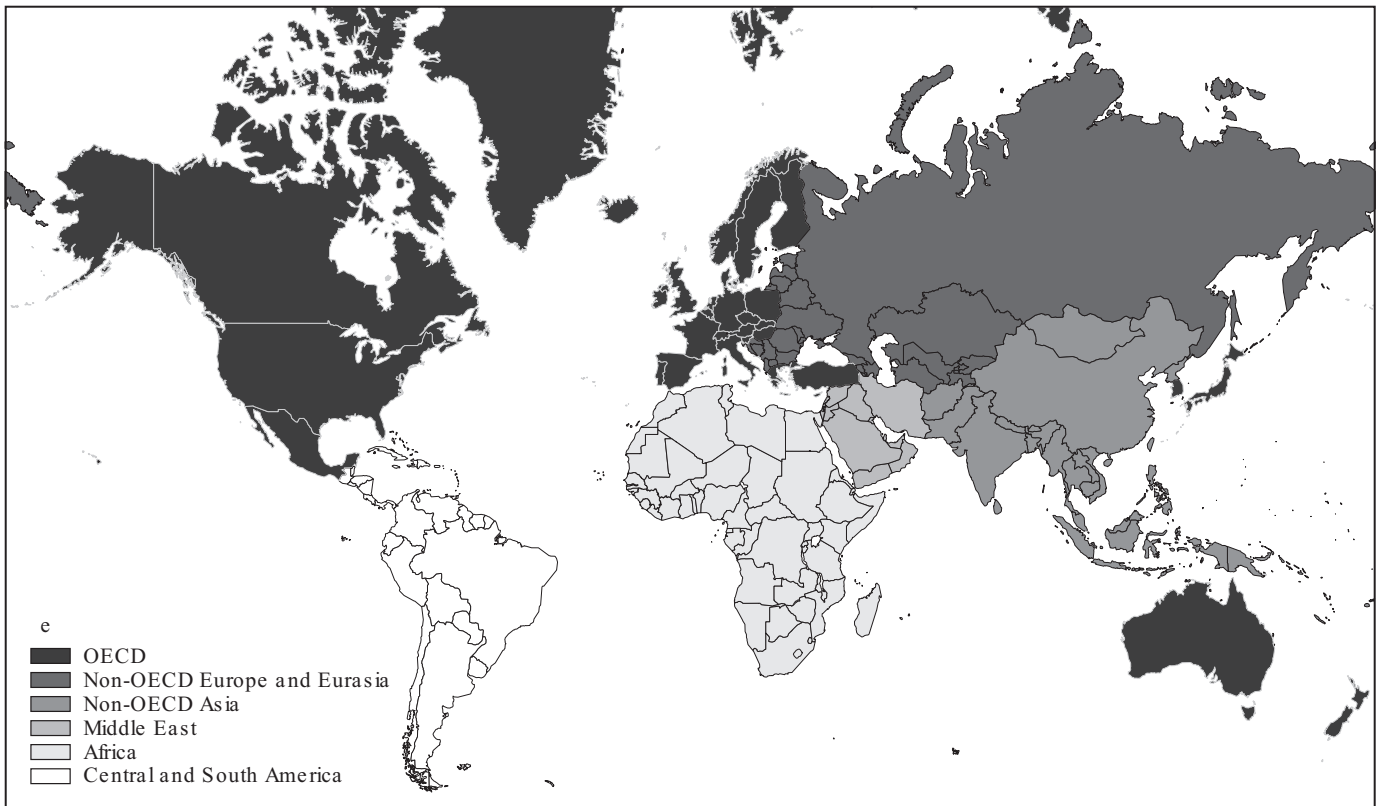 e
OECD
Non-OECD Europe and Eurasia
Non-OECD Asia
Middle East
Africa
Central and South America